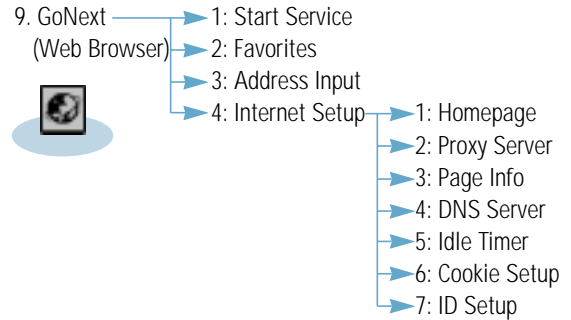 9. GoNext
(Web Browser)
1: Start Service
2: Favorites
3: Address Input
4: Internet Setup
1: Homepage
2: Proxy Server
3: Page Info
4: DNS Server
5: Idle Timer
6: Cookie Setup
7: ID Setup